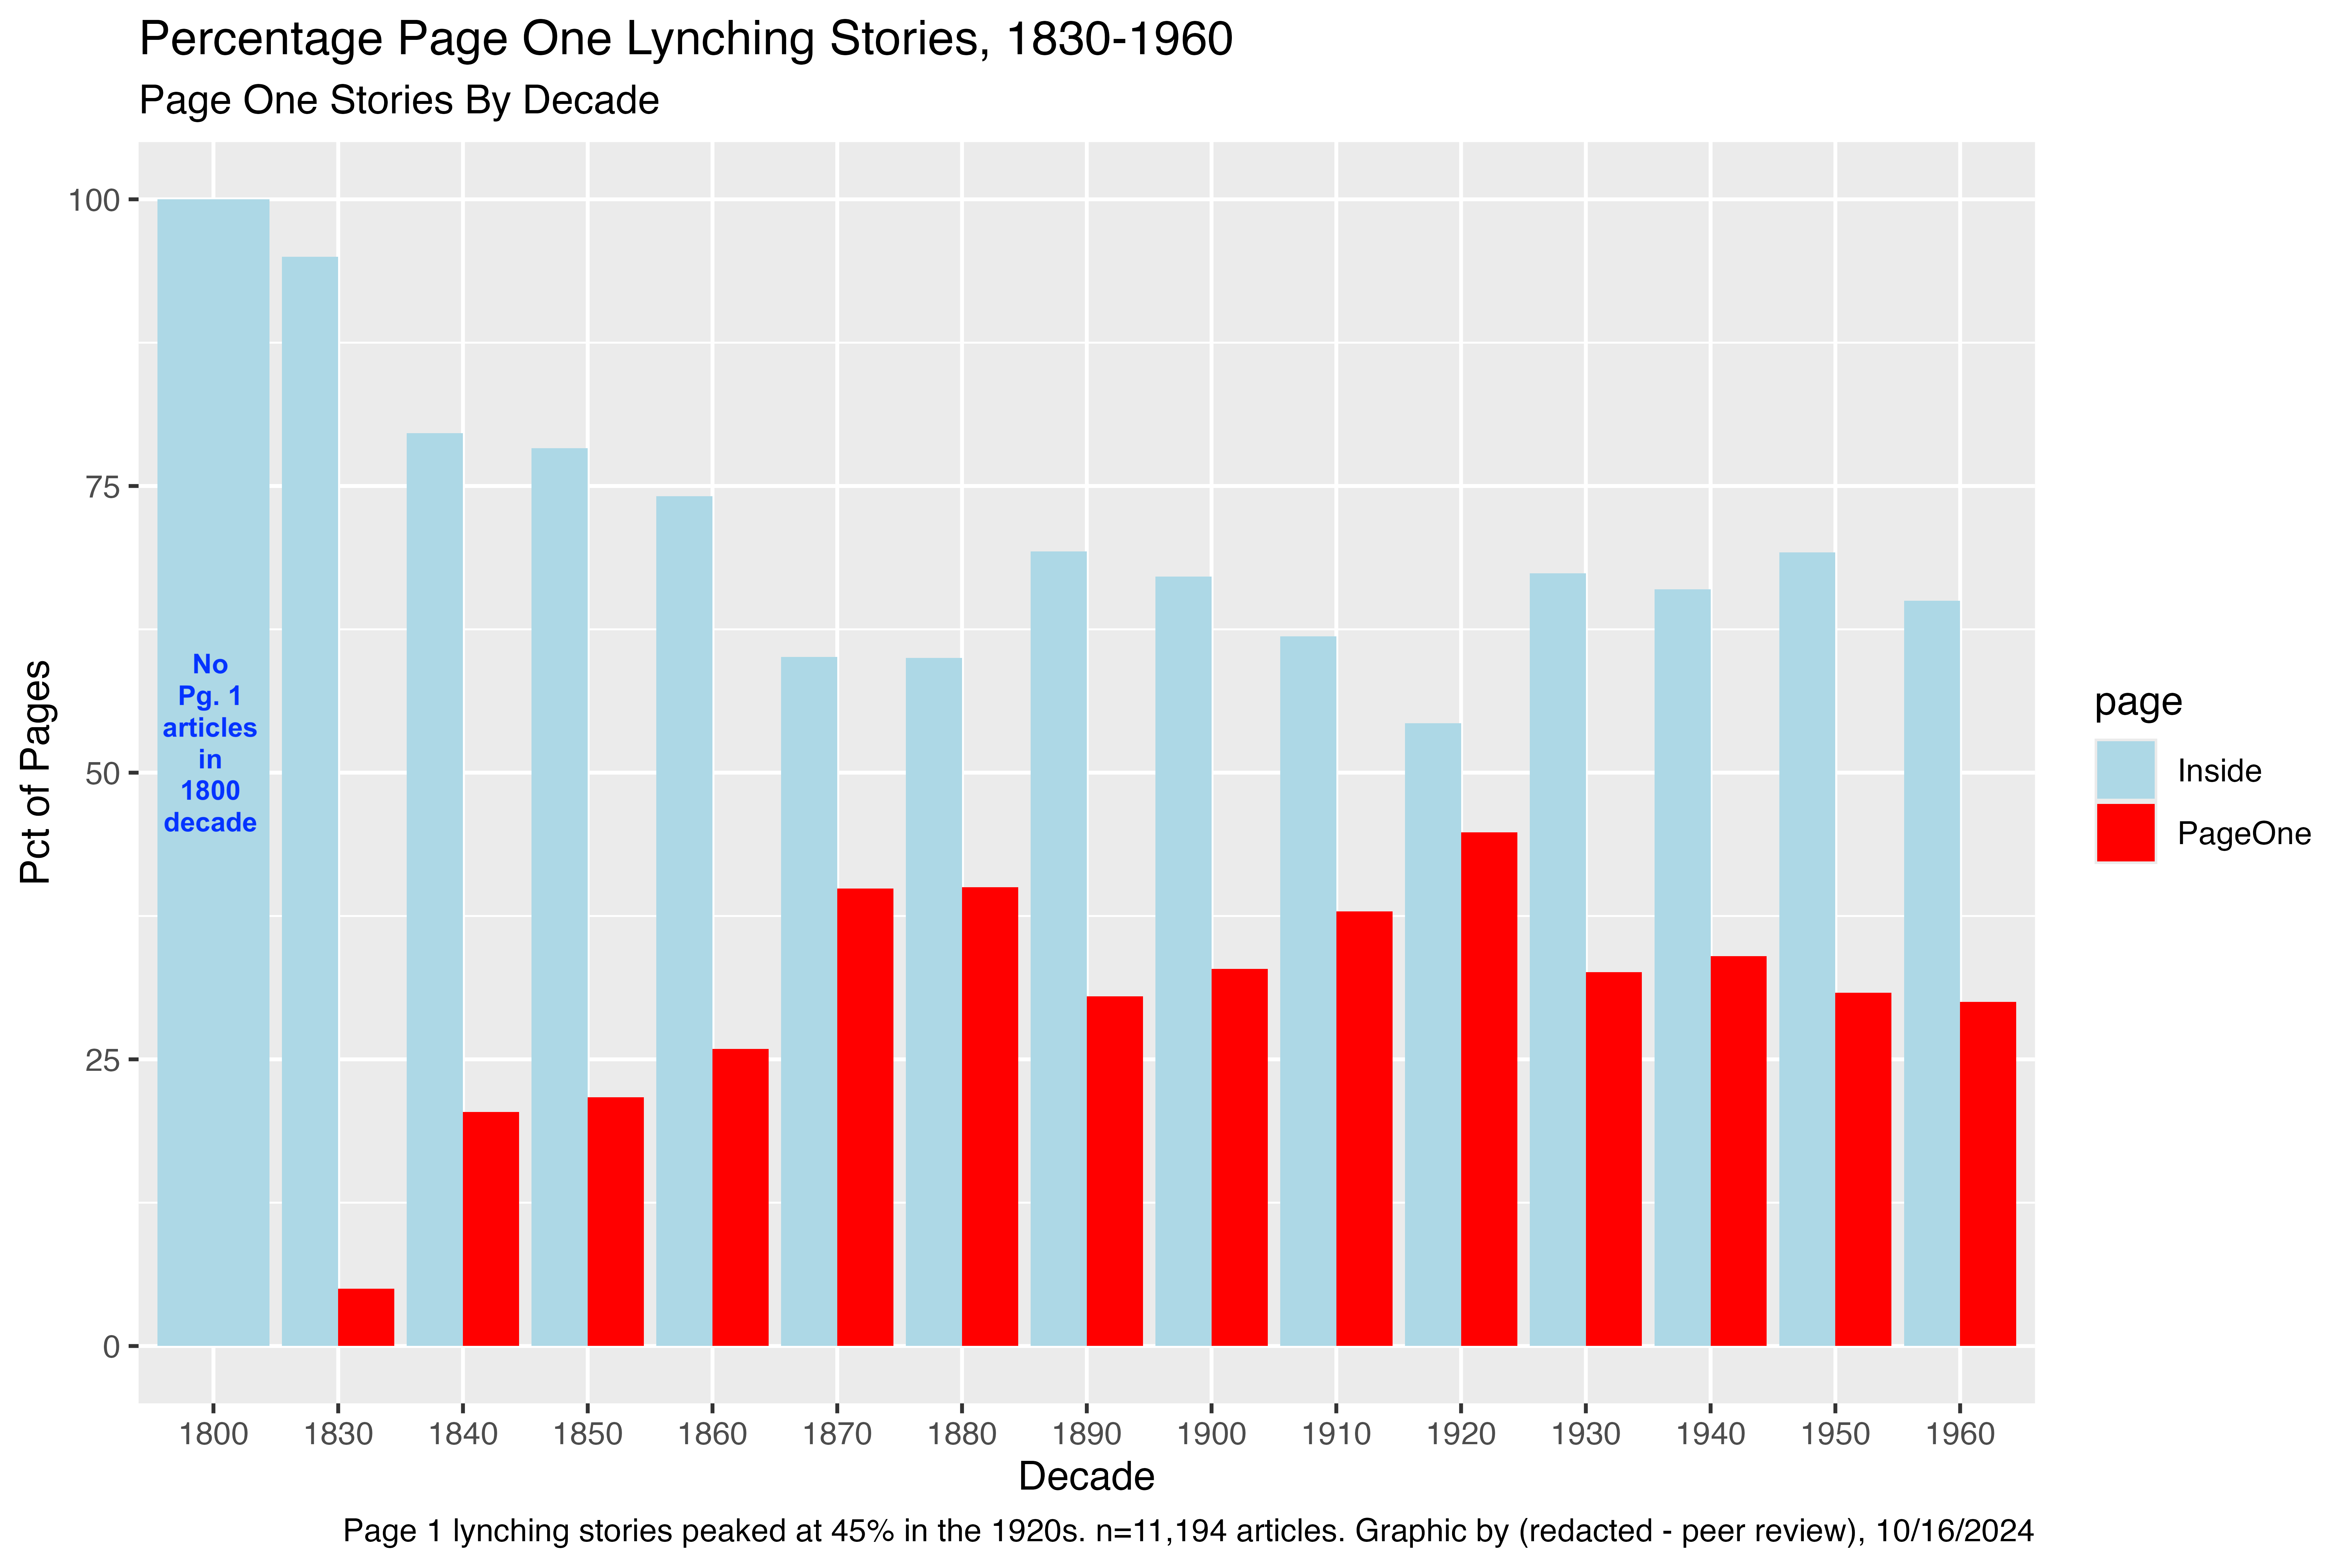 Percentage Page One Lynching Stories, 1830-1960
Page One Stories By Decade
100
75
50
25
0
Pct of Pages
No
Pg. 1
articles
in
1800
decade
page
Inside
PageOne
1800 1830 1840 1850 1860 1870 1880 1890 1900 1910 1920 1930 1940 1950 1960
Decade
Page 1 lynching stories peaked at 45% in the 1920s. n=11,194 articles. Graphic by (redacted - peer review), 10/16/2024